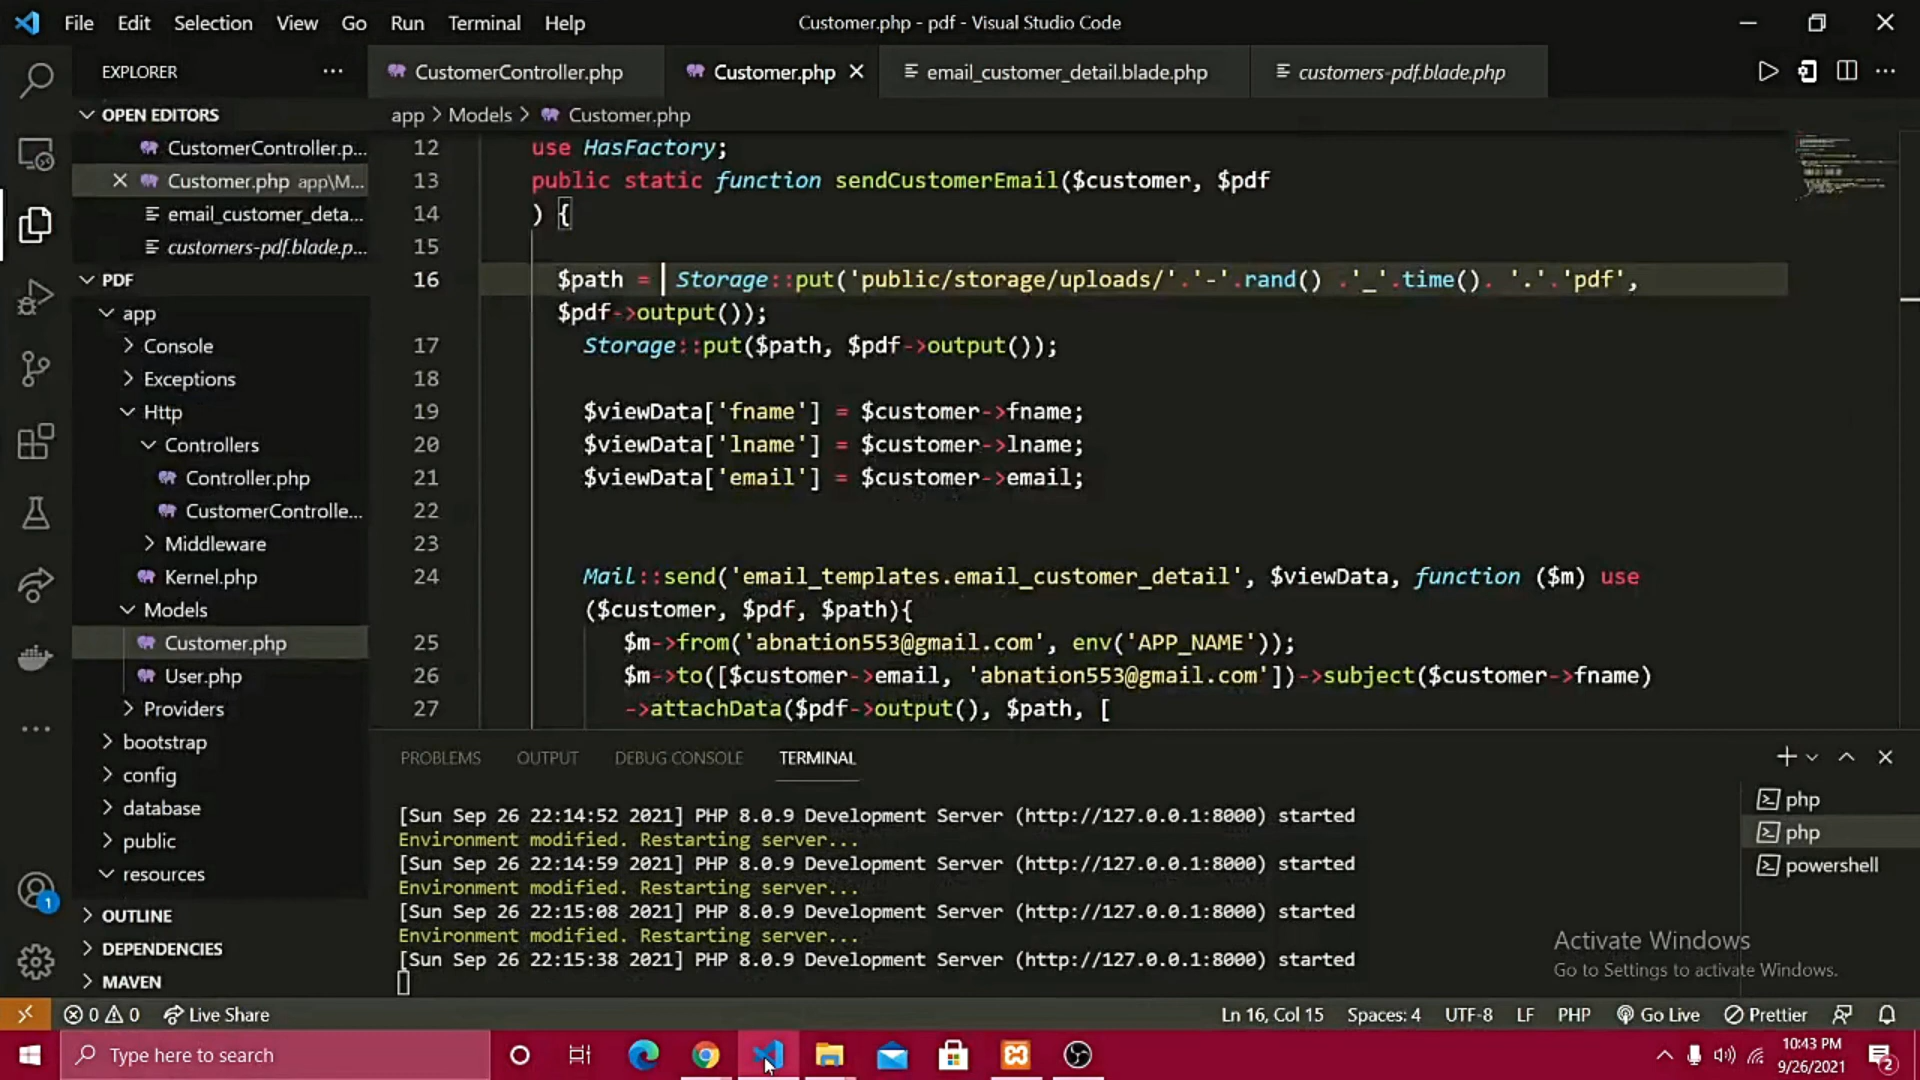 File Edit Selection View Go Run Terminal Help
Customer.php - pdf - Visual Studio Code
EXPLORER
CustomerController.php
Customer.php
email_customer_detail.blade.php
customers-pdf.blade.php
OPEN EDITORS
CustomerController.p...
Customer.php app\M...
email_customer_deta...
customers-pdf.blade.p...
PDF
app
Console
Exceptions
Http
Controllers
Controller.php
CustomerControlle...
Middleware
Kernel.php
Models
Customer.php
User.php
Providers
bootstrap
config
database
public
resources
OUTLINE
DEPENDENCIES
MAVEN
app > Models > Customer.php
12 use HasFactory;
13 public static function sendCustomerEmail($customer, $pdf
14 ) {
15
16 $path = Storage::put('public/storage/uploads/'.'-'.rand() .'_'.time(). '.'.'pdf',
$pdf->output());
17 Storage::put($path, $pdf->output());
18
19 $viewData['fname'] = $customer->fname;
20 $viewData['lname'] = $customer->lname;
21 $viewData['email'] = $customer->email;
22
23
24 Mail::send('email_templates.email_customer_detail', $viewData, function ($m) use
($customer, $pdf, $path){
25 $m->from('abnation553@gmail.com', env('APP_NAME'));
26 $m->to([$customer->email, 'abnation553@gmail.com'])->subject($customer->fname)
27 ->attachData($pdf->output(), $path, [
PROBLEMS OUTPUT DEBUG CONSOLE TERMINAL
[Sun Sep 26 22:14:52 2021] PHP 8.0.9 Development Server (http://127.0.0.1:8000) started
Environment modified. Restarting server...
[Sun Sep 26 22:14:59 2021] PHP 8.0.9 Development Server (http://127.0.0.1:8000) started
Environment modified. Restarting server...
[Sun Sep 26 22:15:08 2021] PHP 8.0.9 Development Server (http://127.0.0.1:8000) started
Environment modified. Restarting server...
[Sun Sep 26 22:15:38 2021] PHP 8.0.9 Development Server (http://127.0.0.1:8000) started
php
php
powershell
Activate Windows
Go to Settings to activate Windows.
1
0 0 Live Share
Ln 16, Col 15 Spaces: 4 UTF-8 LF PHP Go Live Prettier
Type here to search
10:43 PM
9/26/2021
2